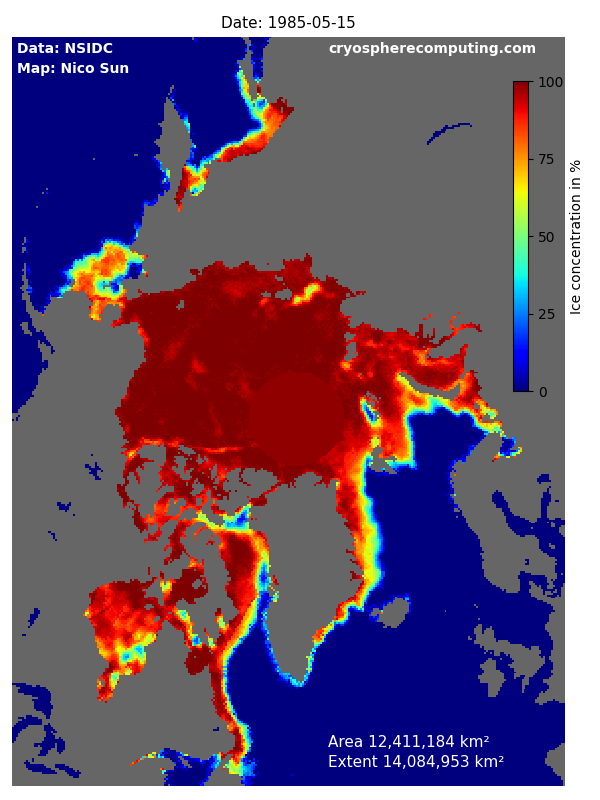 Date: 1985-05-15
Data: NSIDC
Map: Nico Sun
cryospherecomputing.com
100
75
50
25
0
Ice concentration in %
Area 12,411,184 km²
Extent 14,084,953 km²